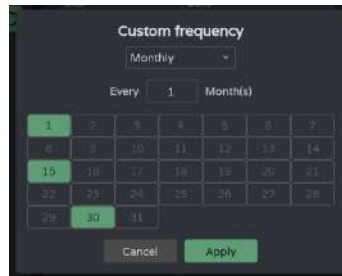 Custom frequency
Monthly
Every 1 Month(s)
1 2 3 4 5 6 7
8 9 10 11 12 13 14
15 16 17 18 19 20 21
22 23 24 25 26 27 28
29 30 31
Cancel Apply